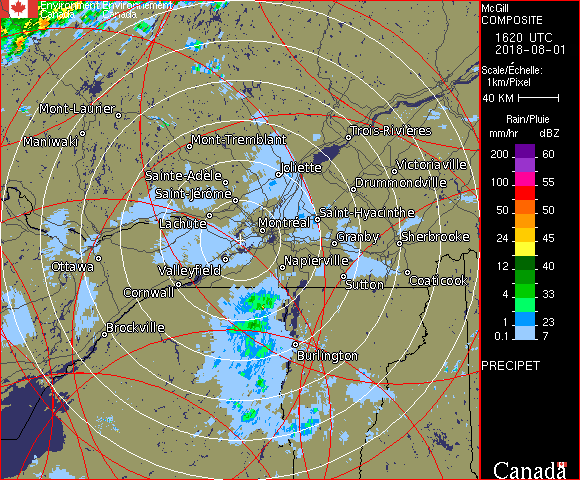 Environment Environnement
Canada Canada
Mont-Laurier
Maniwaki
Mont-Tremblant
Trois-Rivières
Joliette
Victoriaville
Sainte-Adèle
Drummondville
Saint-Jérôme
Saint-Hyacinthe
Lachute
Montréal
Granby
Sherbrooke
Ottawa
Valleyfield
Napierville
Sutton
Coaticook
Cornwall
Brockville
Burlington
McGill
COMPOSITE
1620 UTC
2018-08-01
Scale/Échelle:
1km/Pixel
40 KM
Rain/Pluie
mm/hr dBZ
200 60
100 55
50 50
24 45
12 40
4 33
1 23
0.1 7
PRECIPET
Canada